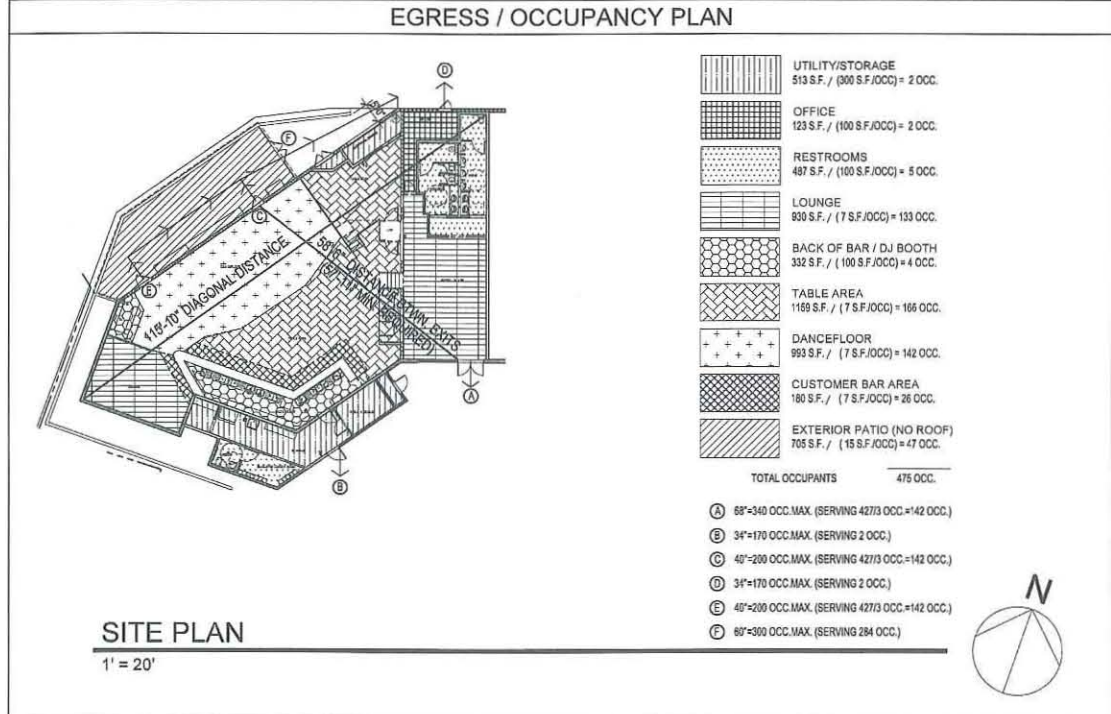 EGRESS / OCCUPANCY PLAN
D
F
C
E
A
B
115'-10" DIAGONAL DISTANCE
58'-6" DISTANCE BTWN. EXITS
UTILITY/STORAGE
513 S.F. / (300 S.F./OCC) = 2 OCC.
OFFICE
123 S.F. / (100 S.F./OCC) = 2 OCC.
RESTROOMS
487 S.F. / (100 S.F./OCC) = 5 OCC.
LOUNGE
930 S.F. / ( 7 S.F./OCC) = 133 OCC.
BACK OF BAR / DJ BOOTH
332 S.F. / ( 100 S.F./OCC) = 4 OCC.
TABLE AREA
1159 S.F. / ( 7 S.F./OCC) = 166 OCC.
DANCEFLOOR
993 S.F. / ( 7 S.F./OCC) = 142 OCC.
CUSTOMER BAR AREA
180 S.F. / ( 7 S.F./OCC) = 26 OCC.
EXTERIOR PATIO (NO ROOF)
705 S.F. / ( 15 S.F./OCC) = 47 OCC.
TOTAL OCCUPANTS 475 OCC.
A 68"=340 OCC.MAX. (SERVING 427/3 OCC.=142 OCC.)
B 34"=170 OCC.MAX. (SERVING 2 OCC.)
C 40"=200 OCC.MAX. (SERVING 427/3 OCC.=142 OCC.)
D 34"=170 OCC.MAX. (SERVING 2 OCC.)
E 40"=200 OCC.MAX. (SERVING 427/3 OCC.=142 OCC.)
F 60"=300 OCC.MAX. (SERVING 284 OCC.)
N
SITE PLAN
1' = 20'